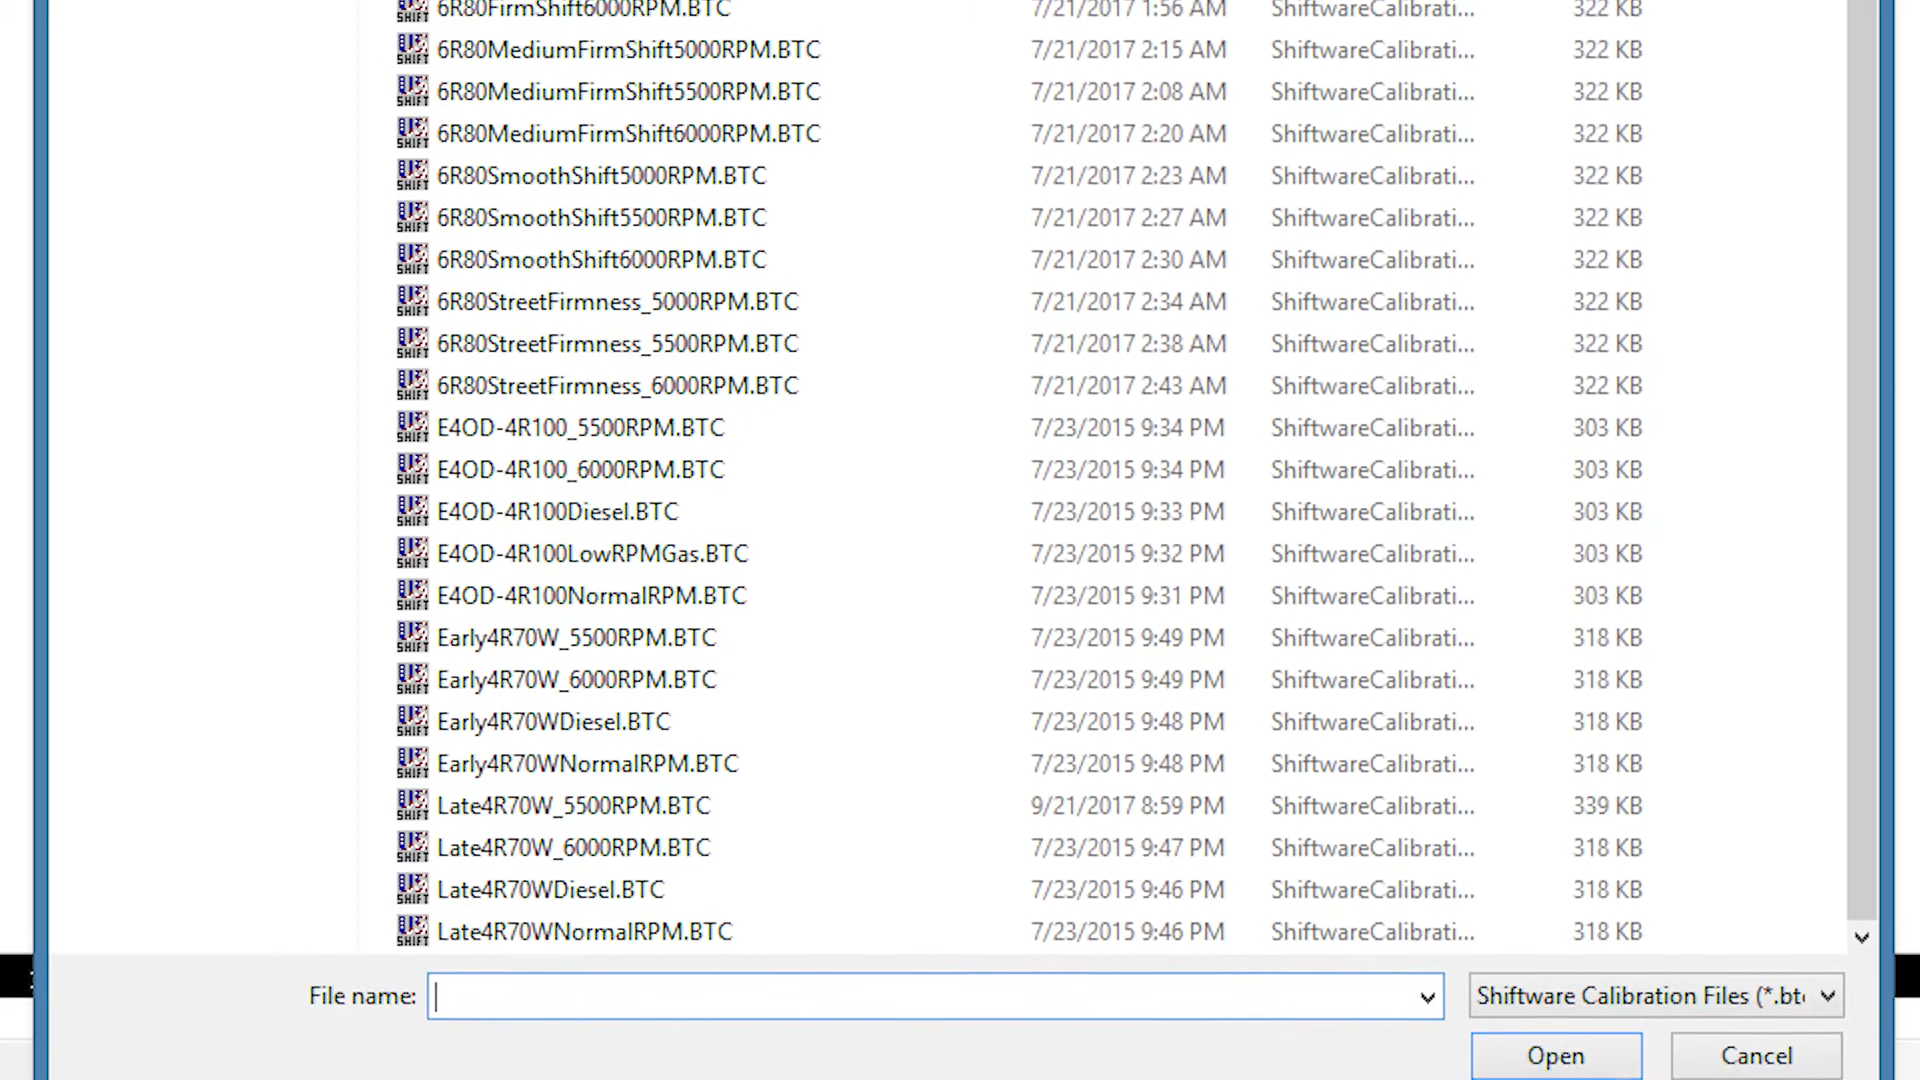 6R80FirmShift6000RPM.BTC 7/21/2017 1:56 AM ShiftwareCalibrati... 322 KB
6R80MediumFirmShift5000RPM.BTC 7/21/2017 2:15 AM ShiftwareCalibrati... 322 KB
6R80MediumFirmShift5500RPM.BTC 7/21/2017 2:08 AM ShiftwareCalibrati... 322 KB
6R80MediumFirmShift6000RPM.BTC 7/21/2017 2:20 AM ShiftwareCalibrati... 322 KB
6R80SmoothShift5000RPM.BTC 7/21/2017 2:23 AM ShiftwareCalibrati... 322 KB
6R80SmoothShift5500RPM.BTC 7/21/2017 2:27 AM ShiftwareCalibrati... 322 KB
6R80SmoothShift6000RPM.BTC 7/21/2017 2:30 AM ShiftwareCalibrati... 322 KB
6R80StreetFirmness_5000RPM.BTC 7/21/2017 2:34 AM ShiftwareCalibrati... 322 KB
6R80StreetFirmness_5500RPM.BTC 7/21/2017 2:38 AM ShiftwareCalibrati... 322 KB
6R80StreetFirmness_6000RPM.BTC 7/21/2017 2:43 AM ShiftwareCalibrati... 322 KB
E4OD-4R100_5500RPM.BTC 7/23/2015 9:34 PM ShiftwareCalibrati... 303 KB
E4OD-4R100_6000RPM.BTC 7/23/2015 9:34 PM ShiftwareCalibrati... 303 KB
E4OD-4R100Diesel.BTC 7/23/2015 9:33 PM ShiftwareCalibrati... 303 KB
E4OD-4R100LowRPMGas.BTC 7/23/2015 9:32 PM ShiftwareCalibrati... 303 KB
E4OD-4R100NormalRPM.BTC 7/23/2015 9:31 PM ShiftwareCalibrati... 303 KB
Early4R70W_5500RPM.BTC 7/23/2015 9:49 PM ShiftwareCalibrati... 318 KB
Early4R70W_6000RPM.BTC 7/23/2015 9:49 PM ShiftwareCalibrati... 318 KB
Early4R70WDiesel.BTC 7/23/2015 9:48 PM ShiftwareCalibrati... 318 KB
Early4R70WNormalRPM.BTC 7/23/2015 9:48 PM ShiftwareCalibrati... 318 KB
Late4R70W_5500RPM.BTC 9/21/2017 8:59 PM ShiftwareCalibrati... 339 KB
Late4R70W_6000RPM.BTC 7/23/2015 9:47 PM ShiftwareCalibrati... 318 KB
Late4R70WDiesel.BTC 7/23/2015 9:46 PM ShiftwareCalibrati... 318 KB
Late4R70WNormalRPM.BTC 7/23/2015 9:46 PM ShiftwareCalibrati... 318 KB
File name: Shiftware Calibration Files (*.bt
Open Cancel